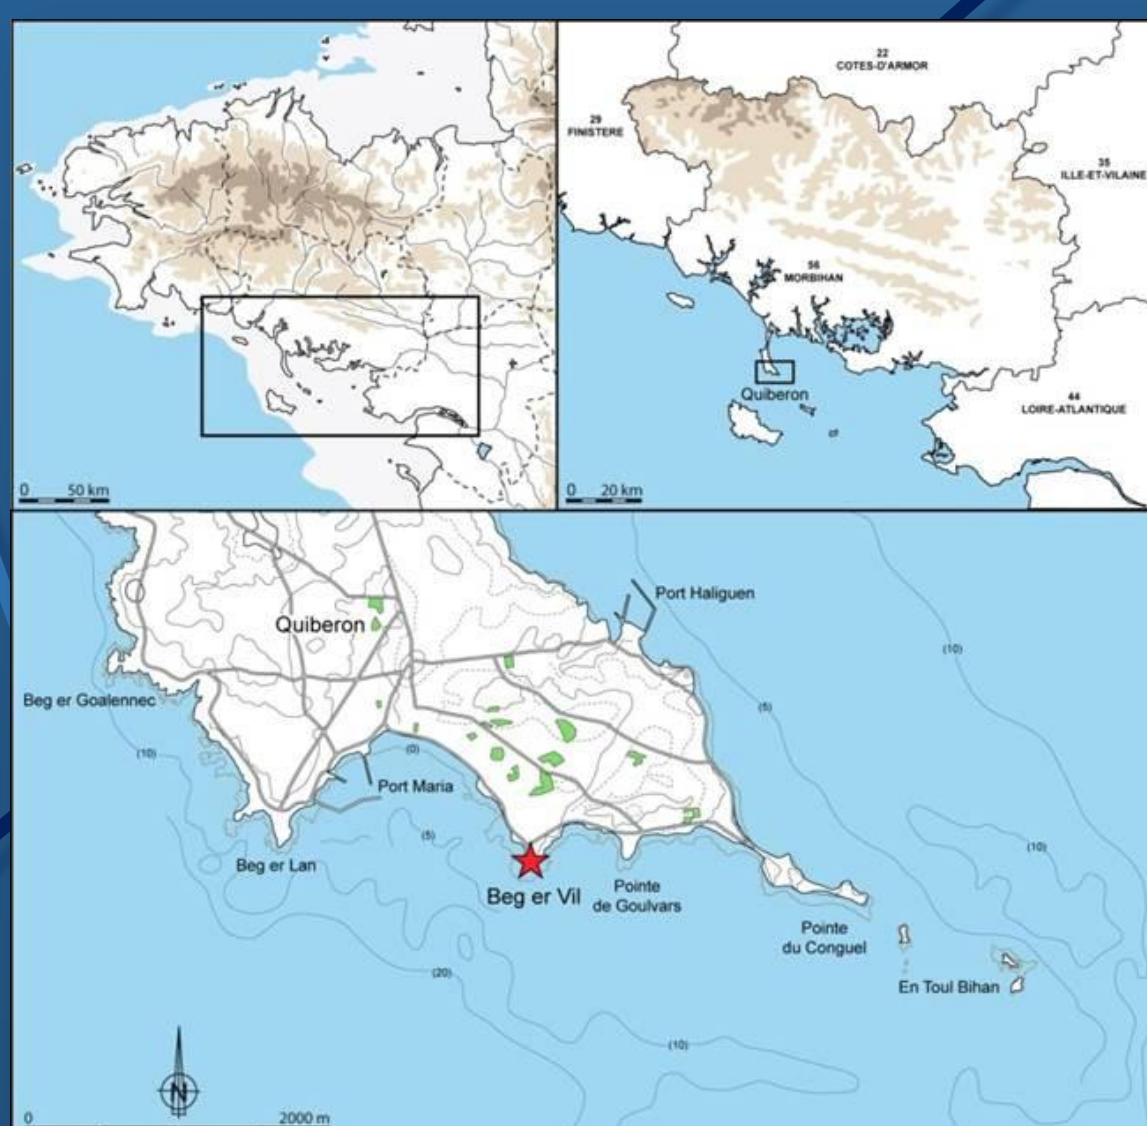 0 50 km
22
COTES-D'ARMOR
29
FINISTERE
35
ILLE-ET-VILAINE
56
MORBIHAN
Quiberon
44
LOIRE-ATLANTIQUE
0 20 km
Port Haliguen
Quiberon
(10)
Beg er Goalennec
(5)
(10)
(0)
Port Maria
(5)
(10)
Beg er Lan
Beg er Vil
Pointe
de Goulvars
Pointe
du Conguel
(20)
En Toul Bihan
(10)
N
0 2000 m